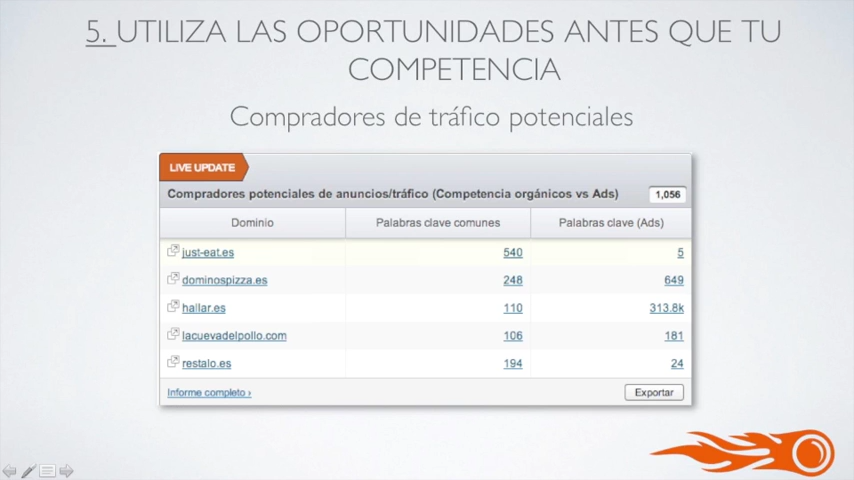 5. UTILIZA LAS OPORTUNIDADES ANTES QUE TU
COMPETENCIA
Compradores de tráfico potenciales
LIVE UPDATE
Compradores potenciales de anuncios/tráfico (Competencia orgánicos vs Ads) 1,056
Dominio Palabras clave comunes Palabras clave (Ads)
just-eat.es 540 5
dominospizza.es 248 649
hallar.es 110 313.8k
lacuevadelpollo.com 106 181
restalo.es 194 24
Informe completo › Exportar